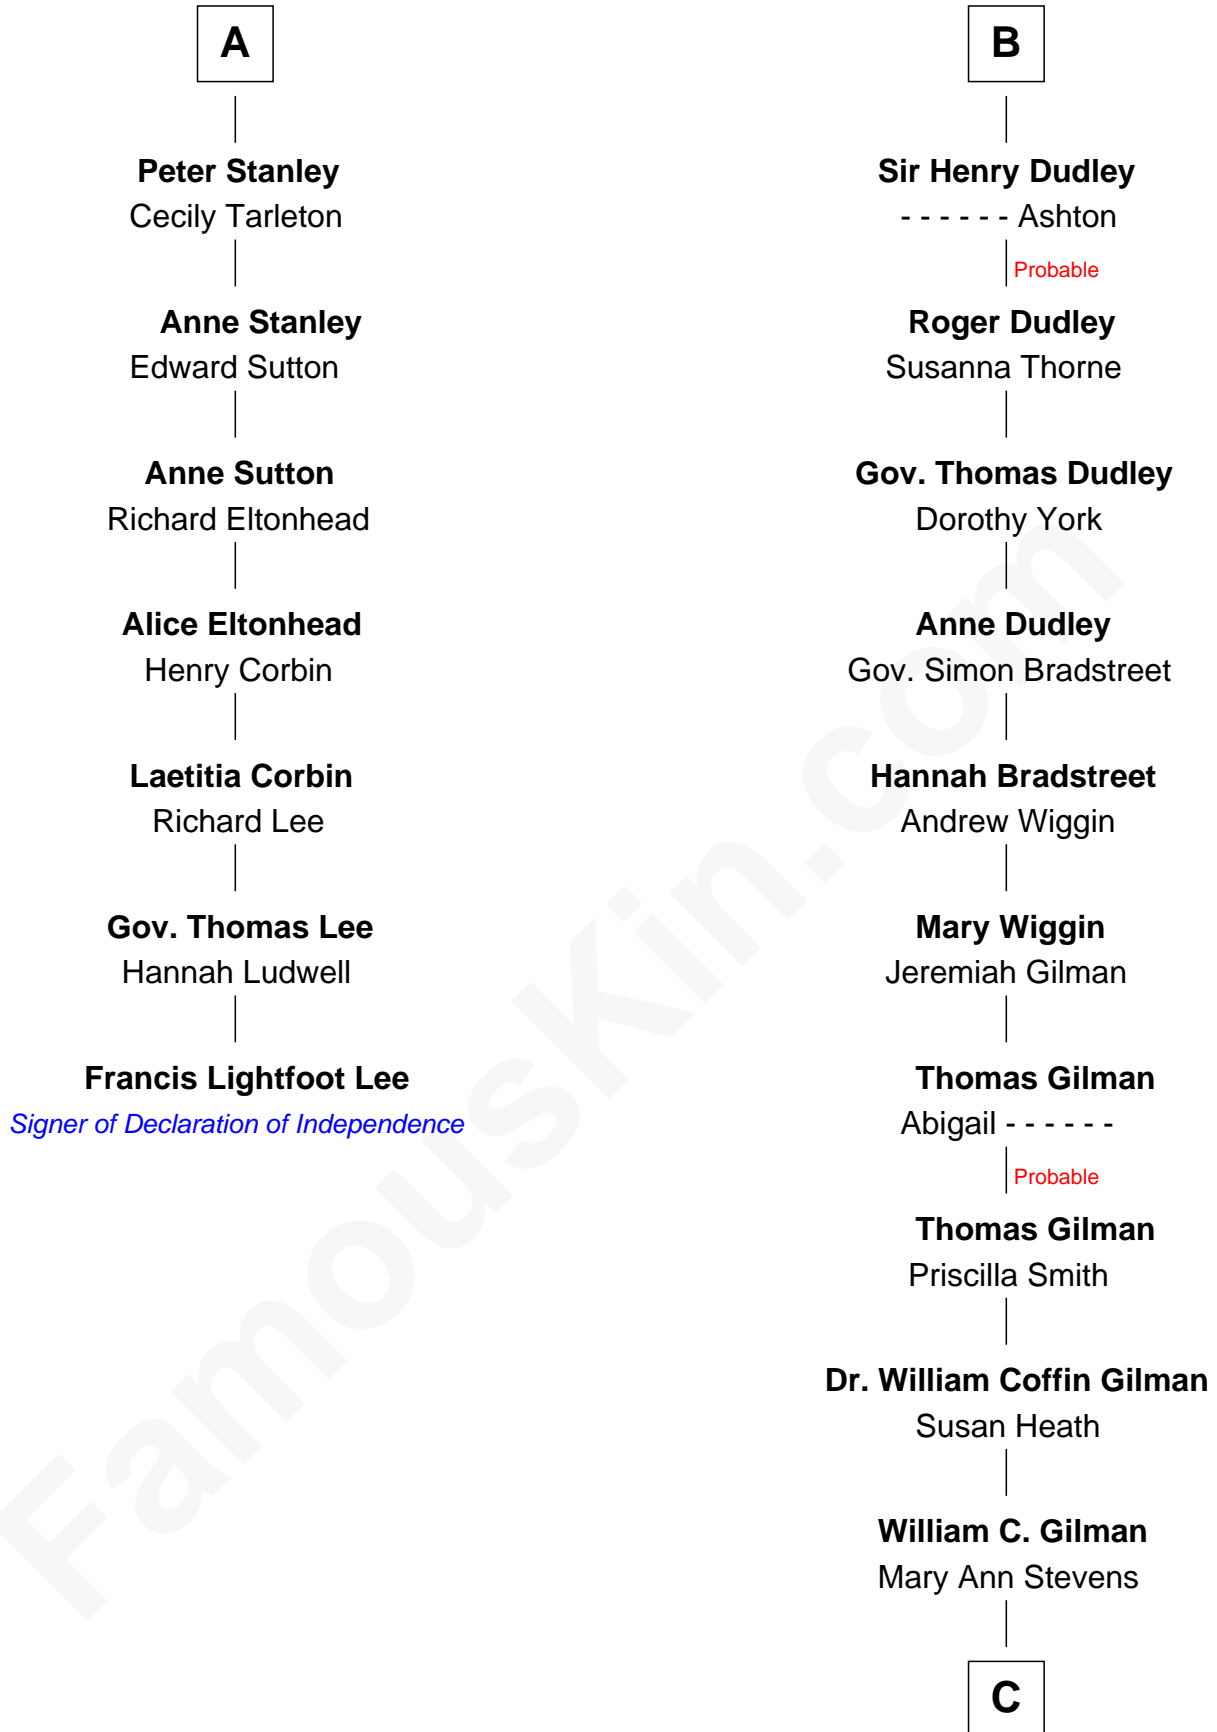 A
Peter Stanley
Cecily Tarleton
Anne Stanley
Edward Sutton
Anne Sutton
Richard Eltonhead
Alice Eltonhead
Henry Corbin
Laetitia Corbin
Richard Lee
Gov. Thomas Lee
Hannah Ludwell
Francis Lightfoot Lee
Signer of Declaration of Independence
B
Sir Henry Dudley
- - - - - - Ashton
Probable
Roger Dudley
Susanna Thorne
Gov. Thomas Dudley
Dorothy York
Anne Dudley
Gov. Simon Bradstreet
Hannah Bradstreet
Andrew Wiggin
Mary Wiggin
Jeremiah Gilman
Thomas Gilman
Abigail - - - - - -
Probable
Thomas Gilman
Priscilla Smith
Dr. William Coffin Gilman
Susan Heath
William C. Gilman
Mary Ann Stevens
C
FamousKin.com